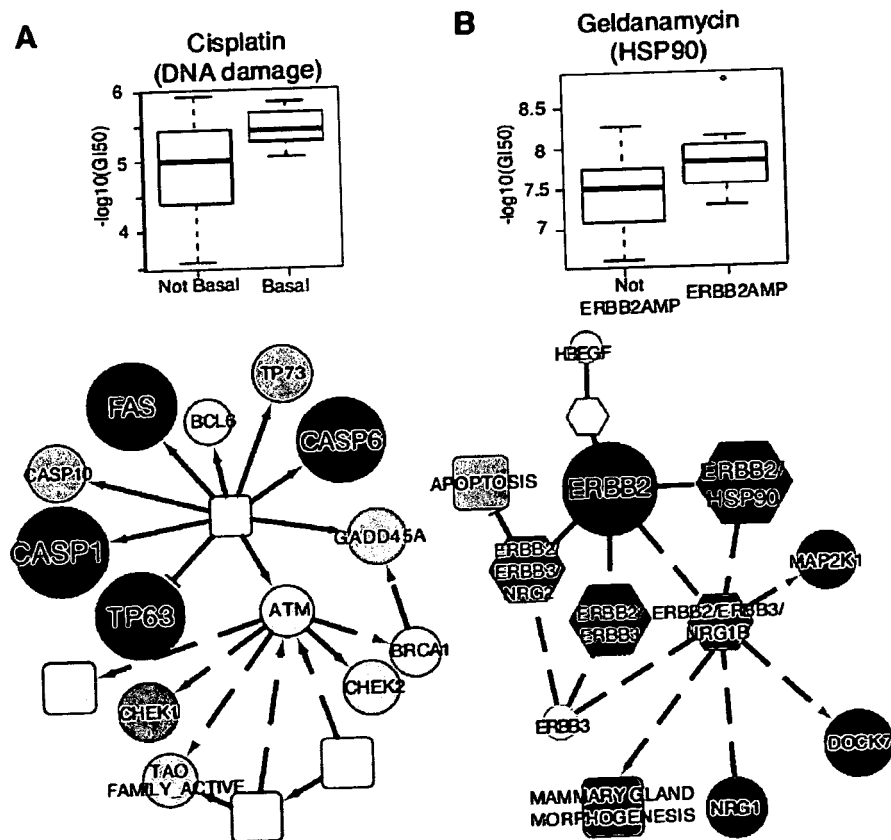 A
Cisplatin
(DNA damage)
-log10(GI50)
6
5
4
Not Basal
Basal
B
Geldanamycin
(HSP90)
-log10(GI50)
8.5
8
7.5
7
Not
ERBB2AMP
ERBB2AMP
FAS
BCL6
TP73
CASP6
CASP10
CASP1
GADD45A
TP63
ATM
BRCA1
CHEK2
CHEK1
TAO
FAMILY_ACTIVE
HBEGF
APOPTOSIS
ERBB2
ERBB2/
HSP90
ERBB2/
ERBB3/
NRG2
ERBB2/
ERBB3
ERBB2/ERBB3/
NRG1B
MAP2K1
ERBB3
DOCK7
MAMMARY GLAND
MORPHOGENESIS
NRG1